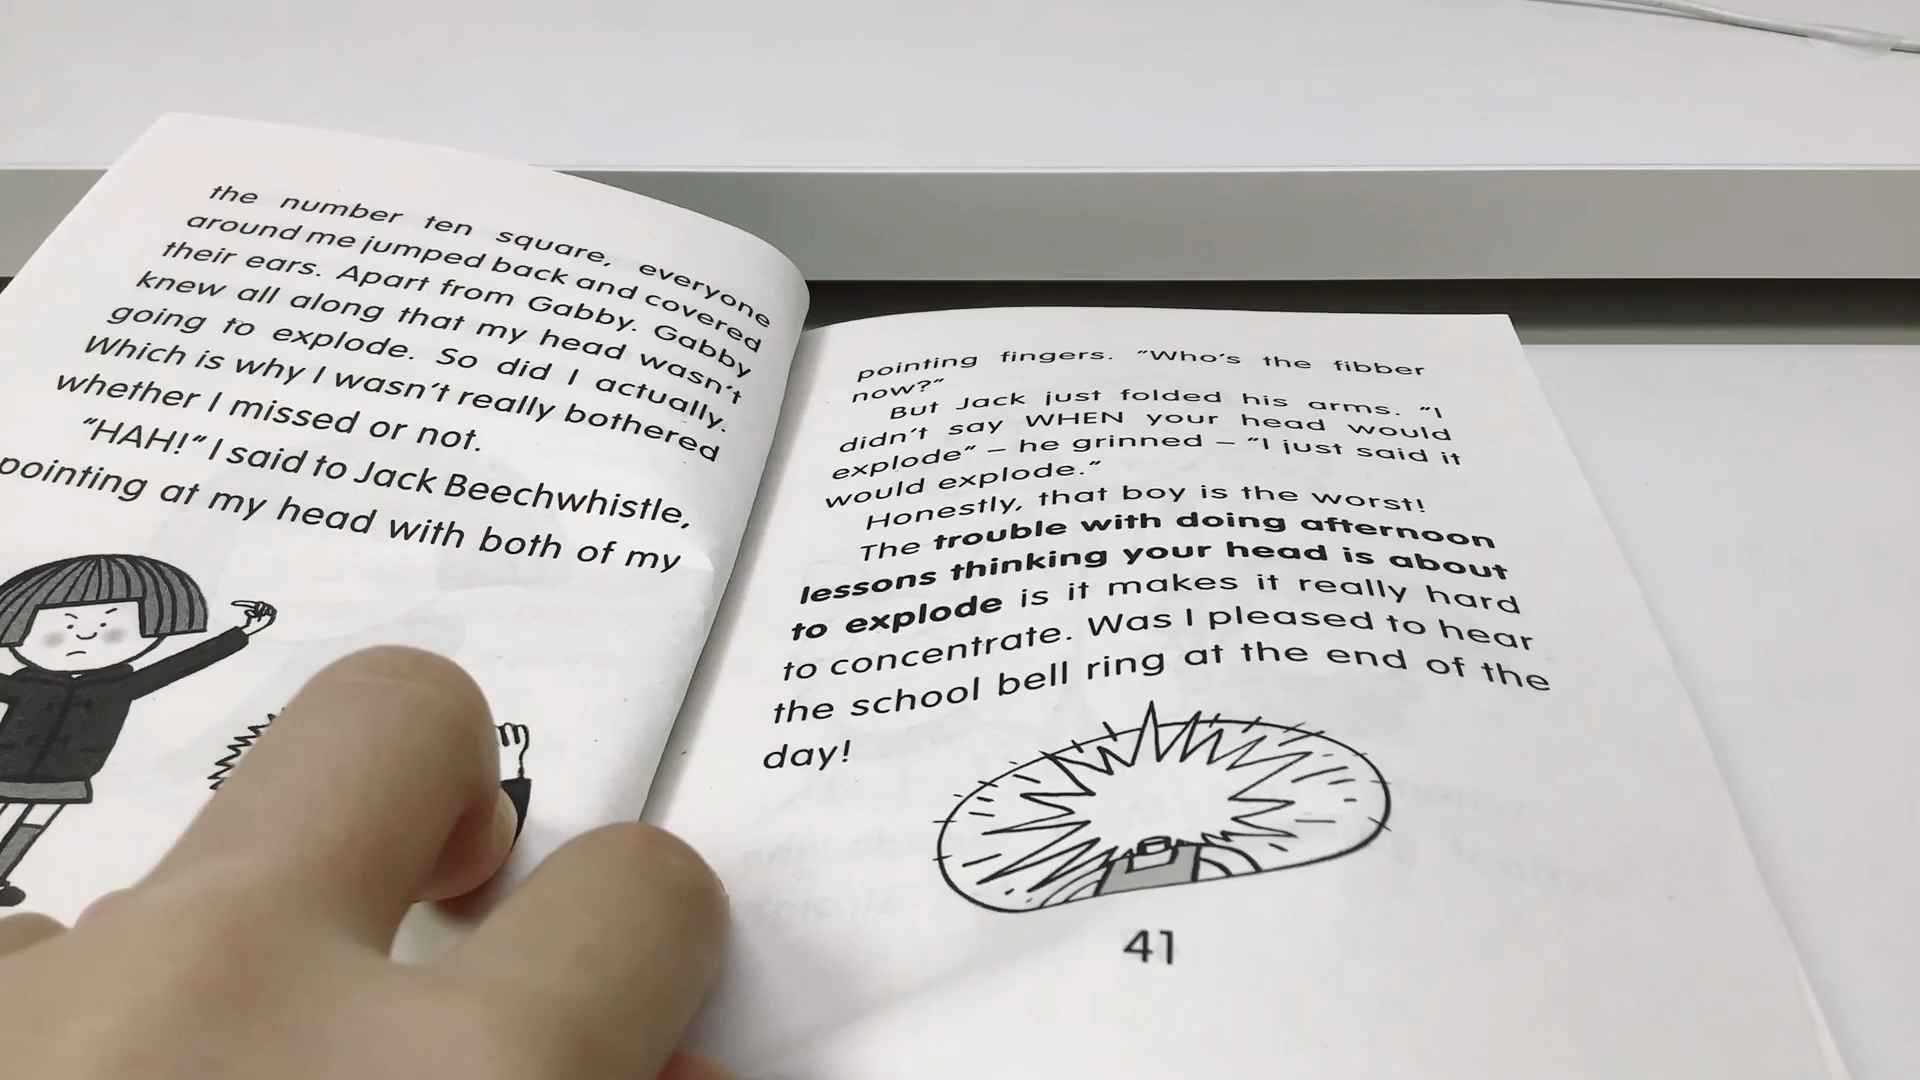 the number ten square, everyone
around me jumped back and covered
their ears. Apart from Gabby. Gabby
knew all along that my head wasn't
going to explode. So did I actually.
Which is why I wasn't really bothered
whether I missed or not.
"HAH!" I said to Jack Beechwhistle,
pointing at my head with both of my
pointing fingers. "Who's the fibber
now?"
But Jack just folded his arms. "I
didn't say WHEN your head would
explode" – he grinned – "I just said it
would explode."
Honestly, that boy is the worst!
The trouble with doing afternoon
lessons thinking your head is about
to explode is it makes it really hard
to concentrate. Was I pleased to hear
the school bell ring at the end of the
day!
41